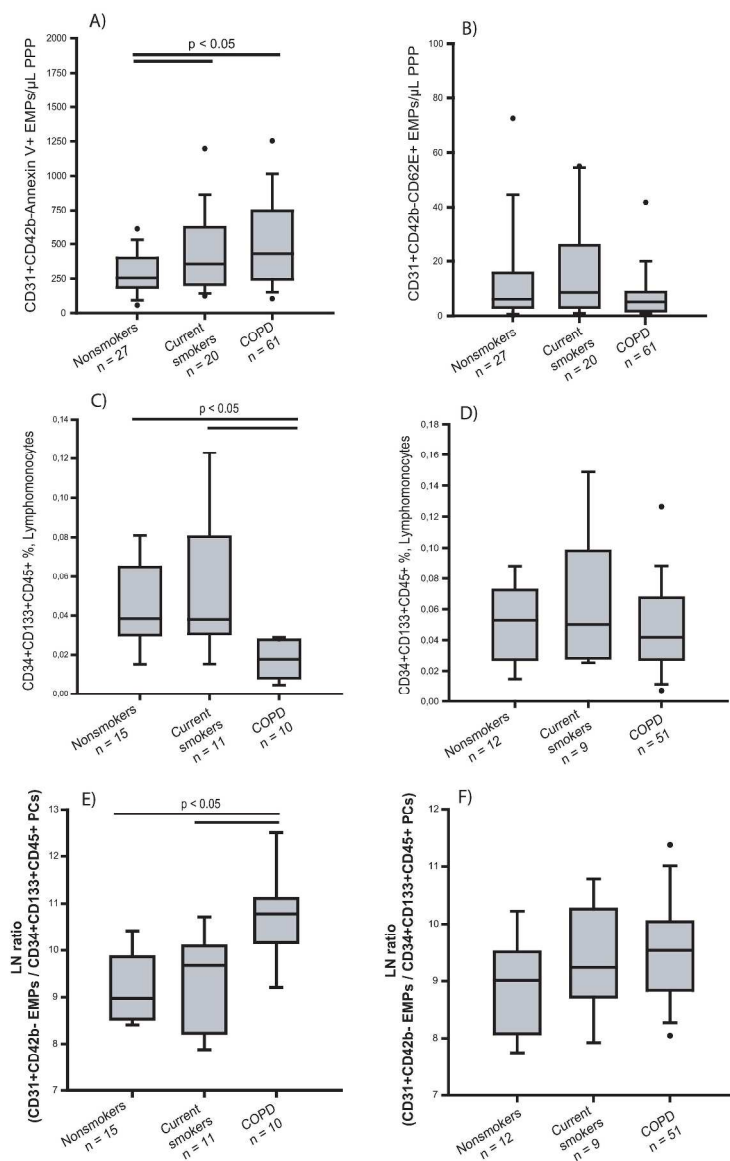 A)
p < 0.05
CD31+CD42b-Annexin V+ EMPs/µL PPP
2000
1750
1500
1250
1000
750
500
250
0
Nonsmokers
n = 27
Current
smokers
n = 20
COPD
n = 61
B)
CD31+CD42b-CD62E+ EMPs/µL PPP
100
80
60
40
20
10
0
Nonsmokers
n = 27
Current
smokers
n = 20
COPD
n = 61
C)
p < 0.05
CD34+CD133+CD45+ %, Lymphomonocytes
0,14
0,12
0,10
0,08
0,06
0,04
0,02
0,00
Nonsmokers
n = 15
Current
smokers
n = 11
COPD
n = 10
D)
CD34+CD133+CD45+ %, Lymphomonocytes
0,18
0,16
0,14
0,12
0,10
0,08
0,06
0,04
0,02
0,00
Nonsmokers
n = 12
Current
smokers
n = 9
COPD
n = 51
E)
p < 0.05
LN ratio
(CD31+CD42b- EMPs / CD34+CD133+CD45+ PCs)
13
12
11
10
9
8
7
Nonsmokers
n = 15
Current
smokers
n = 11
COPD
n = 10
F)
LN ratio
(CD31+CD42b- EMPs / CD34+CD133+CD45+ PCs)
12
11
10
9
8
7
Nonsmokers
n = 12
Current
smokers
n = 9
COPD
n = 51